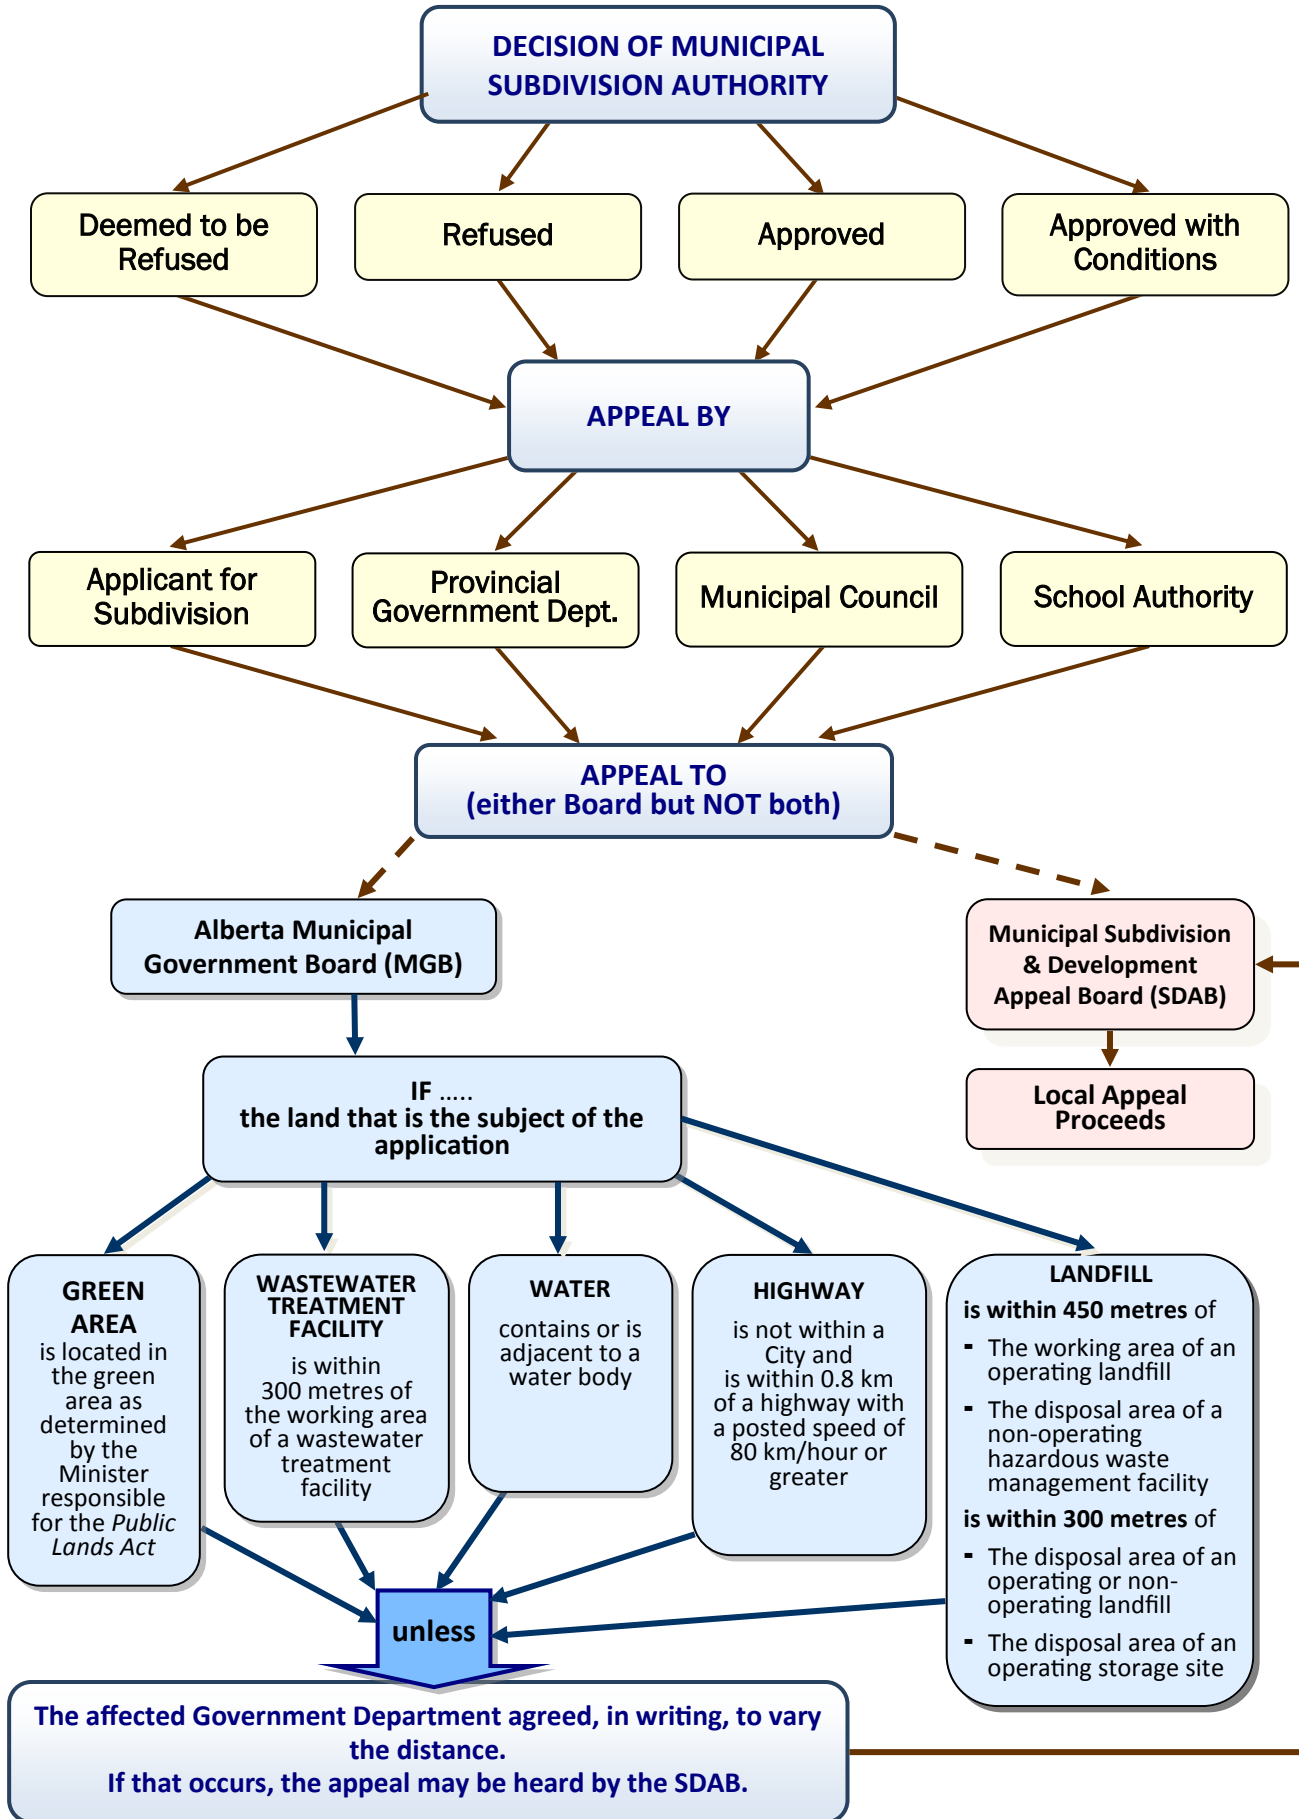 DECISION OF MUNICIPAL
SUBDIVISION AUTHORITY
Deemed to be
Refused
Refused
Approved
Approved with
Conditions
APPEAL BY
Applicant for
Subdivision
Provincial
Government Dept.
Municipal Council
School Authority
APPEAL TO
(either Board but NOT both)
Alberta Municipal
Government Board (MGB)
Municipal Subdivision
& Development
Appeal Board (SDAB)
Local Appeal
Proceeds
IF .....
the land that is the subject of the
application
GREEN
AREA
is located in
the green
area as
determined
by the
Minister
responsible
for the Public
Lands Act
WASTEWATER
TREATMENT
FACILITY
is within
300 metres of
the working area
of a wastewater
treatment
facility
WATER
contains or is
adjacent to a
water body
HIGHWAY
is not within a
City and
is within 0.8 km
of a highway with
a posted speed of
80 km/hour or
greater
LANDFILL
is within 450 metres of
- The working area of an
operating landfill
- The disposal area of a
non-operating
hazardous waste
management facility
is within 300 metres of
- The disposal area of an
operating or non-
operating landfill
- The disposal area of an
operating storage site
unless
The affected Government Department agreed, in writing, to vary
the distance.
If that occurs, the appeal may be heard by the SDAB.